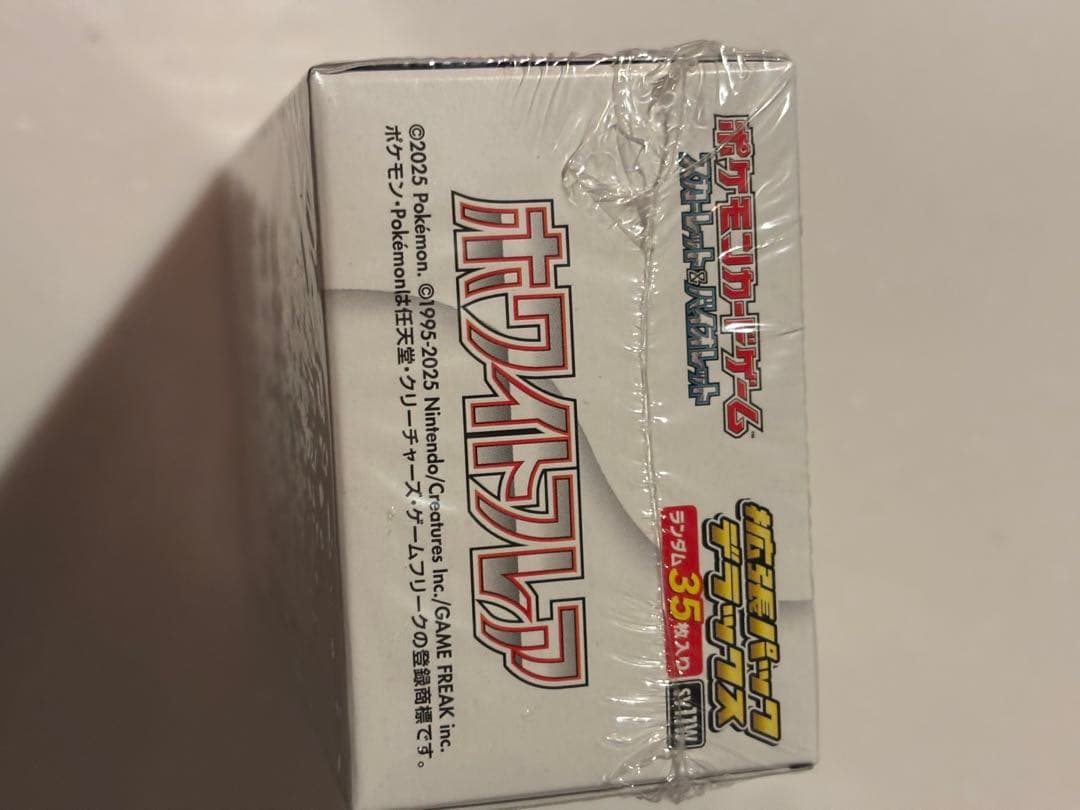 ポケモンカードゲーム™
スカーレット&バイオレット
拡張パック
デラックス
ランダム35枚入り
SV11W
ホワイトフレア
©2025 Pokémon. ©1995-2025 Nintendo/Creatures Inc./GAME FREAK inc.
ポケモン・Pokémonは任天堂・クリーチャーズ・ゲームフリークの登録商標です。